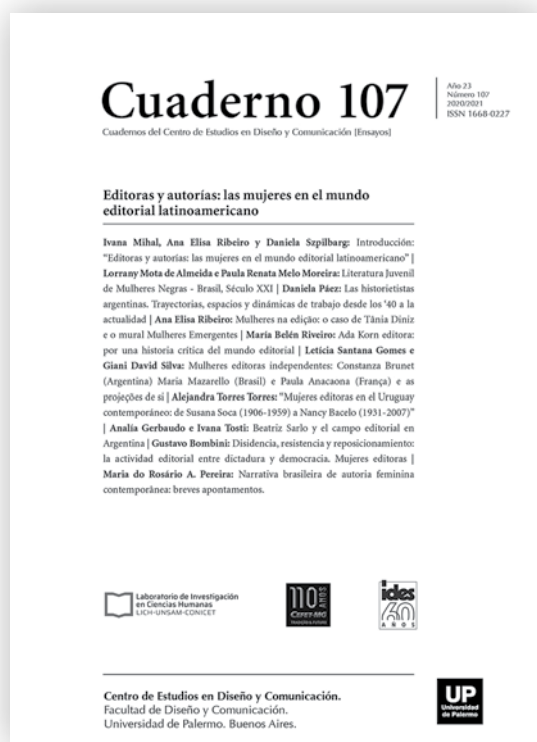 Cuaderno 107
Año 23
Número 107
2020/2021
ISSN 1668-0227
Cuadernos del Centro de Estudios en Diseño y Comunicación [Ensayos]
Editoras y autorías: las mujeres en el mundo
editorial latinoamericano
Ivana Mihal, Ana Elisa Ribeiro y Daniela Szpilbarg: Introducción:
“Editoras y autorías: las mujeres en el mundo editorial latinoamericano” |
Lorrany Mota de Almeida e Paula Renata Melo Moreira: Literatura Juvenil
de Mulheres Negras - Brasil, Século XXI | Daniela Páez: Las historietistas
argentinas. Trayectorias, espacios y dinámicas de trabajo desde los ‘40 a la
actualidad | Ana Elisa Ribeiro: Mulheres na edição: o caso de Tânia Diniz
e o mural Mulheres Emergentes | María Belén Riveiro: Ada Korn editora:
por una historia crítica del mundo editorial | Letícia Santana Gomes e
Giani David Silva: Mulheres editoras independentes: Constanza Brunet
(Argentina) Maria Mazarello (Brasil) e Paula Anacaona (França) e as
projeções de si | Alejandra Torres Torres: “Mujeres editoras en el Uruguay
contemporáneo: de Susana Soca (1906-1959) a Nancy Bacelo (1931-2007)”
| Analía Gerbaudo e Ivana Tosti: Beatriz Sarlo y el campo editorial en
Argentina | Gustavo Bombini: Disidencia, resistencia y reposicionamiento:
la actividad editorial entre dictadura y democracia. Mujeres editoras |
Maria do Rosário A. Pereira: Narrativa brasileira de autoria feminina
contemporânea: breves apontamentos.
Laboratorio de Investigación
en Ciencias Humanas
LICH-UNSAM-CONICET
110 ANOS
CEFET-MG
ides
60
AÑOS
Centro de Estudios en Diseño y Comunicación.
Facultad de Diseño y Comunicación.
Universidad de Palermo. Buenos Aires.
UP
Universidad
de Palermo